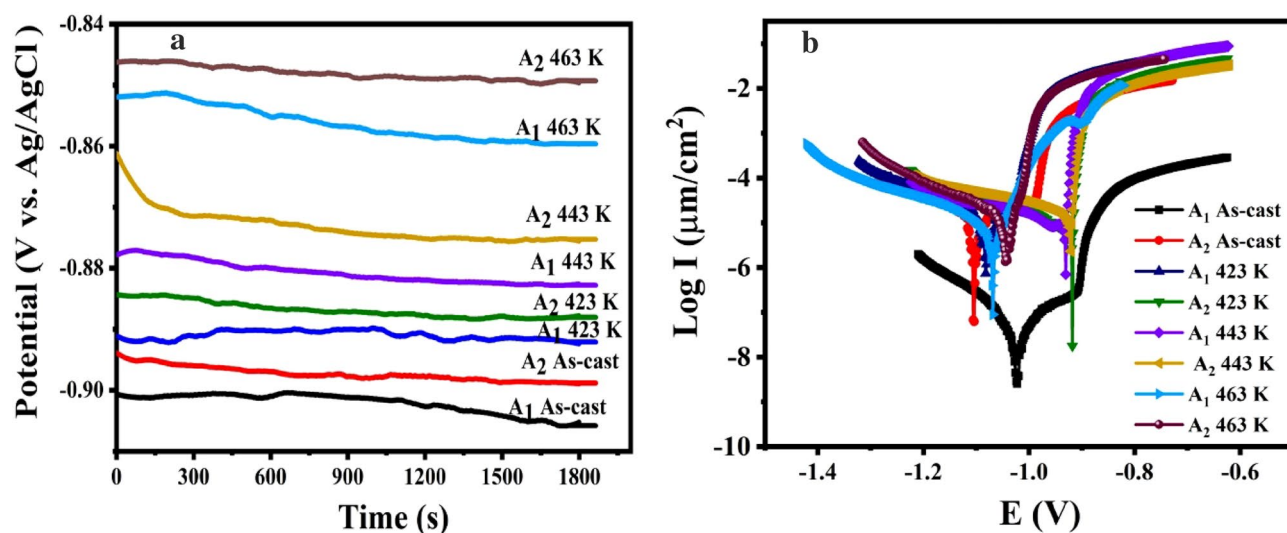 a
Potential (V vs. Ag/AgCl)
-0.84
-0.86
-0.88
-0.90
A2 463 K
A1 463 K
A2 443 K
A1 443 K
A2 423 K
A1 423 K
A2 As-cast
A1 As-cast
0 300 600 900 1200 1500 1800
Time (s)
b
Log I (μm/cm²)
-2
-4
-6
-8
-10
A1 As-cast
A2 As-cast
A1 423 K
A2 423 K
A1 443 K
A2 443 K
A1 463 K
A2 463 K
-1.4 -1.2 -1.0 -0.8 -0.6
E (V)